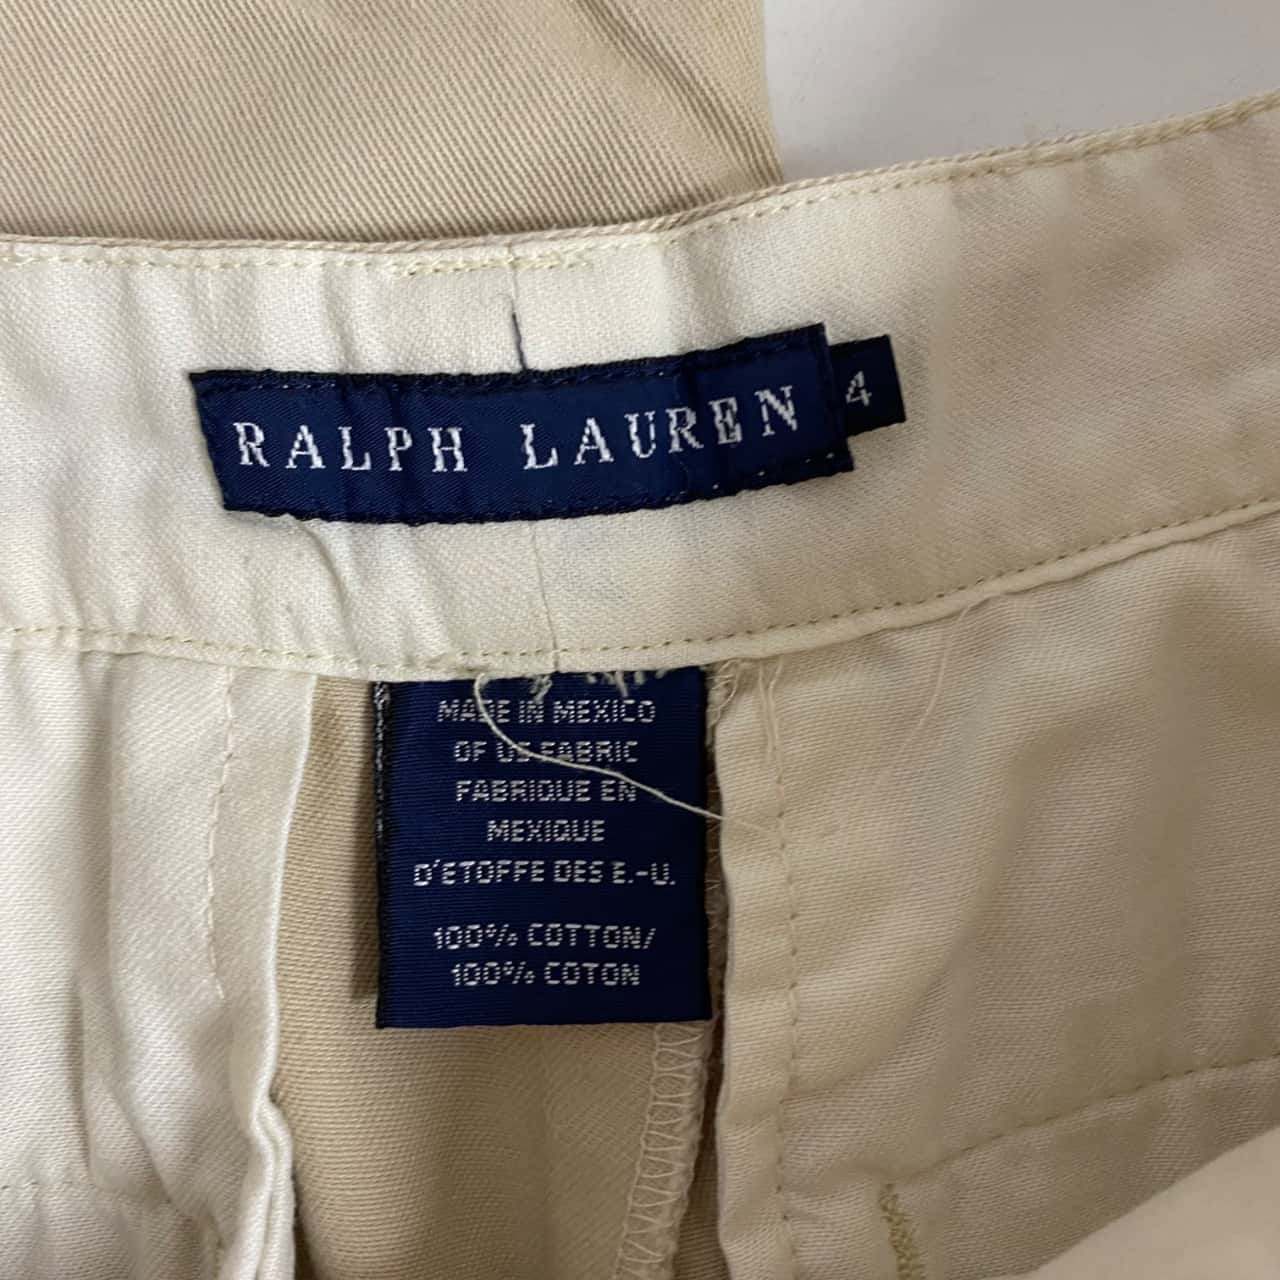 RALPH LAUREN
4
MADE IN MEXICO
OF US FABRIC
FABRIQUE EN
MEXIQUE
D'ETOFFE DES E.-U.
100% COTTON/
100% COTON